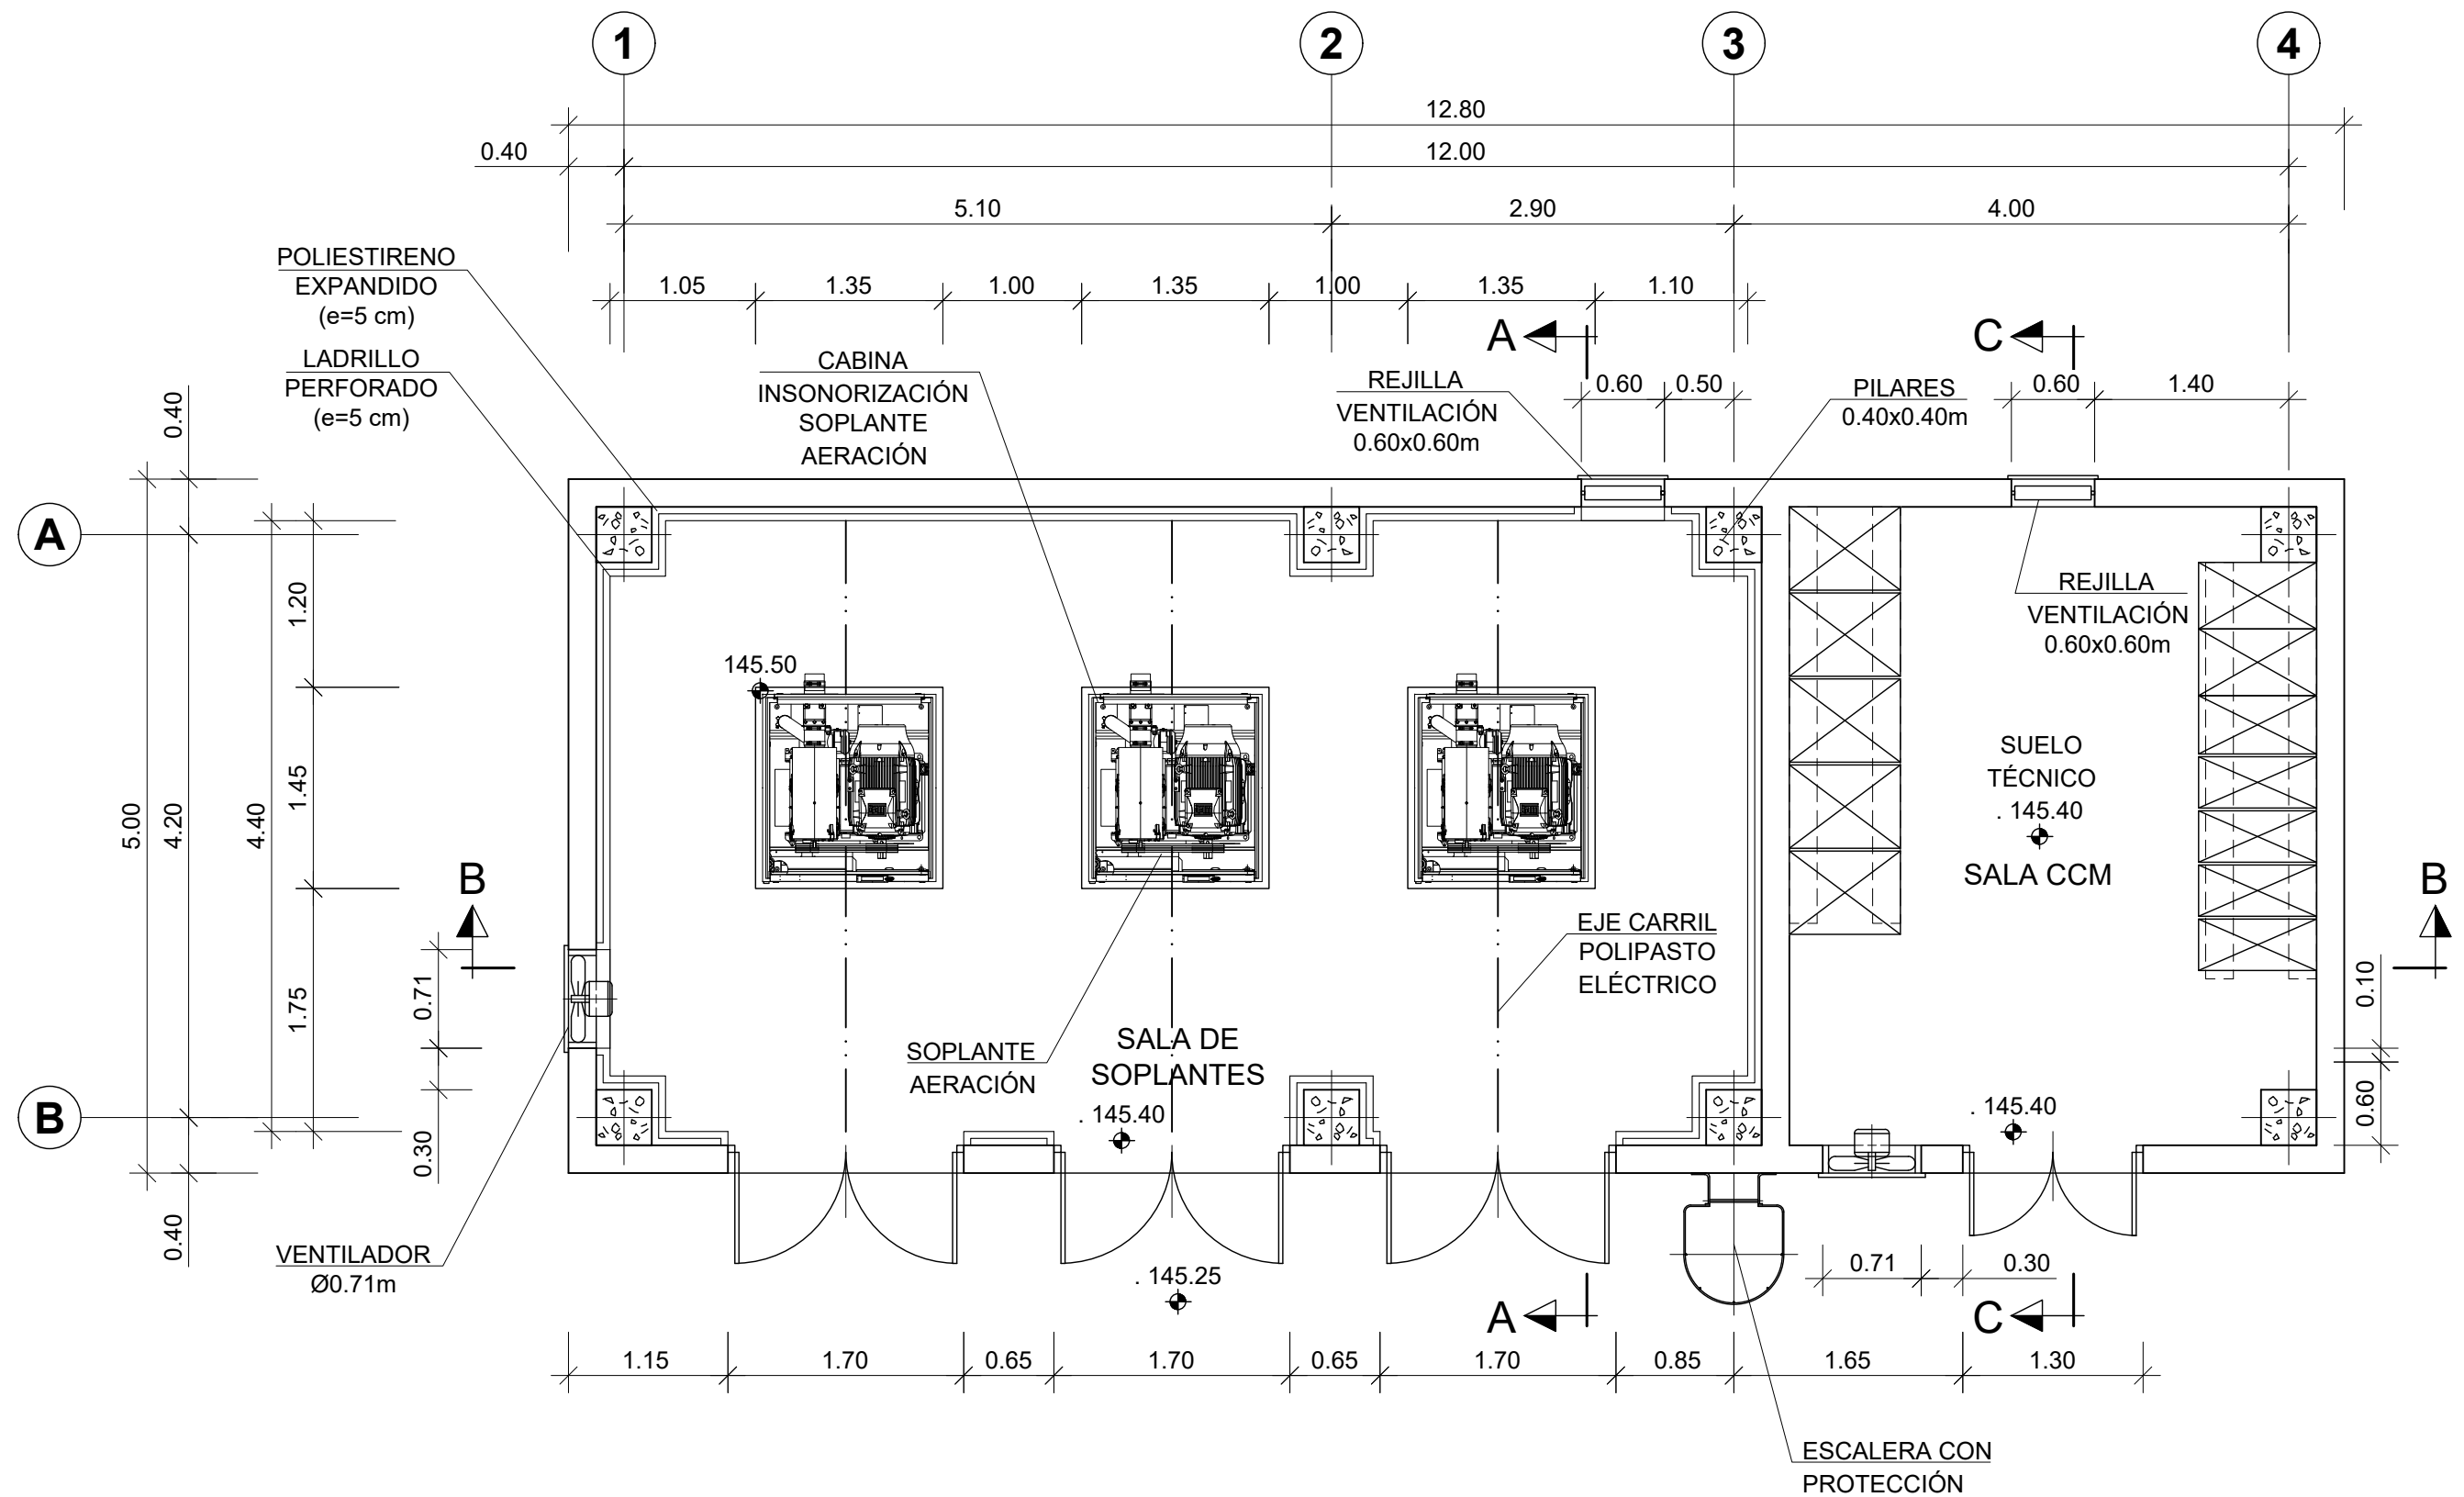 1
2
3
4
12.80
0.40
12.00
5.10
2.90
4.00
1.05
1.35
1.00
1.35
1.00
1.35
1.10
POLIESTIRENO
EXPANDIDO
(e=5 cm)
LADRILLO
PERFORADO
(e=5 cm)
CABINA
INSONORIZACIÓN
SOPLANTE
AERACIÓN
A
C
REJILLA
VENTILACIÓN
0.60x0.60m
0.60
0.50
PILARES
0.40x0.40m
0.60
1.40
0.40
A
1.20
REJILLA
VENTILACIÓN
0.60x0.60m
145.50
5.00
4.20
4.40
1.45
SUELO
TÉCNICO
. 145.40
SALA CCM
B
B
EJE CARRIL
POLIPASTO
ELÉCTRICO
0.71
1.75
0.10
SOPLANTE
AERACIÓN
SALA DE
SOPLANTES
. 145.40
B
0.30
. 145.40
0.60
0.40
VENTILADOR
Ø0.71m
. 145.25
0.71
0.30
A
C
1.15
1.70
0.65
1.70
0.65
1.70
0.85
1.65
1.30
ESCALERA CON
PROTECCIÓN